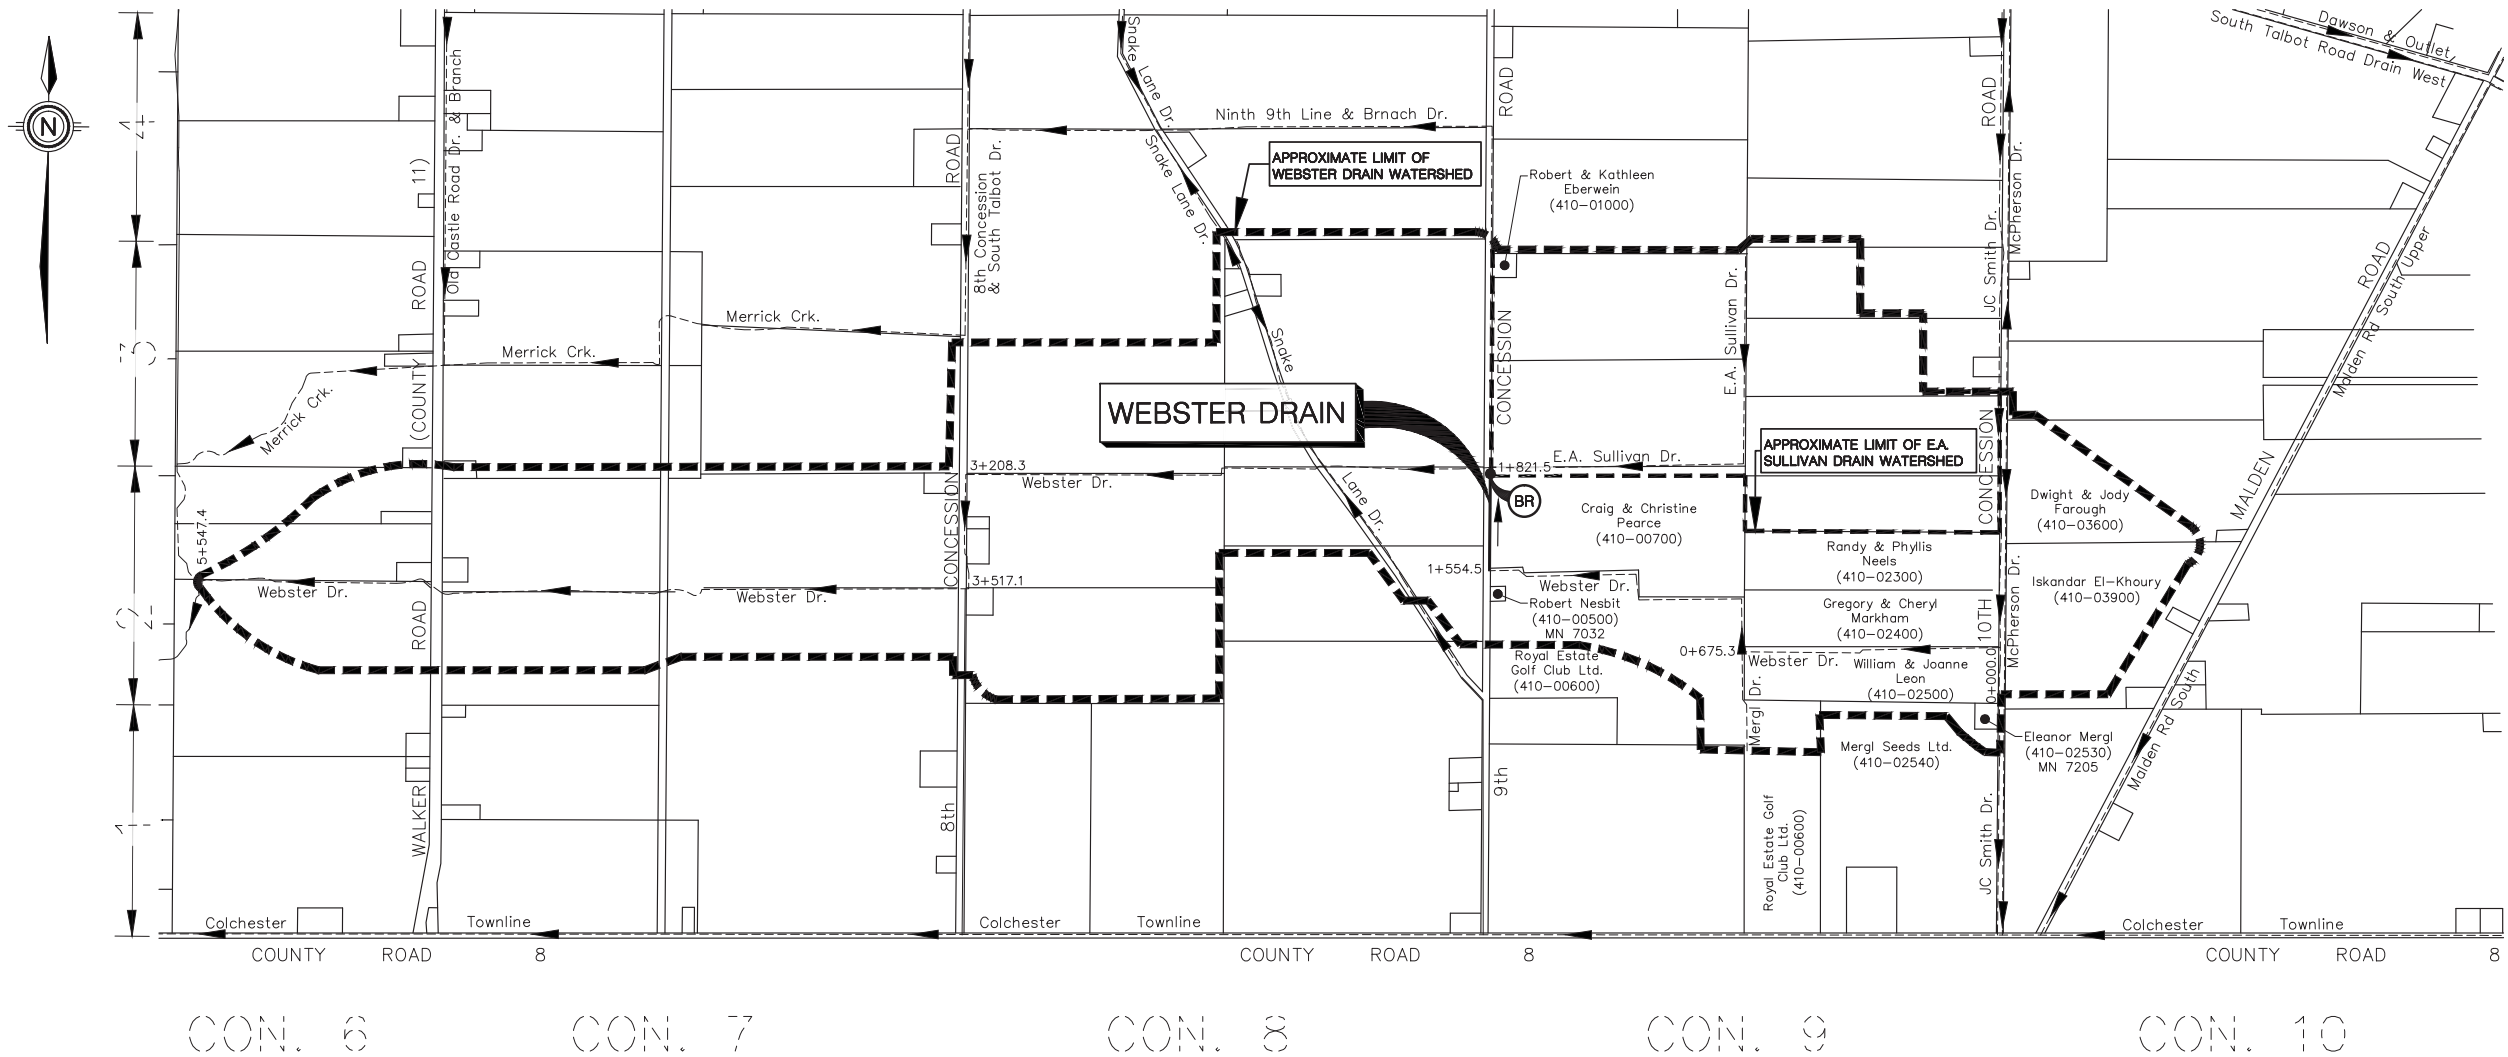 Dawson & Outlet
South Talbot Road Drain West
N
4
3
2
1
11)
ROAD
(COUNTY
ROAD
WALKER
Old Castle Road Dr. & Branch
ROAD
8th Concession
& South Talbot Dr.
CONCESSION
8th
Snake Lane Dr.
Snake Lane Dr.
Snake
Lane Dr.
Ninth 9th Line & Brnach Dr.
APPROXIMATE LIMIT OF
WEBSTER DRAIN WATERSHED
ROAD
CONCESSION
9th
Robert & Kathleen
Eberwein
(410-01000)
E.A. Sullivan Dr.
ROAD
JC Smith Dr.
McPherson Dr.
CONCESSION
10TH
McPherson Dr.
JC Smith Dr.
ROAD
MALDEN
Malden Rd South Upper
Malden Rd South
Merrick Crk.
Merrick Crk.
Merrick Crk.
WEBSTER DRAIN
APPROXIMATE LIMIT OF E.A.
SULLIVAN DRAIN WATERSHED
3+208.3
Webster Dr.
1+821.5
E.A. Sullivan Dr.
BR
Craig & Christine
Pearce
(410-00700)
Dwight & Jody
Farough
(410-03600)
5+547.4
Randy & Phyllis
Neels
(410-02300)
Iskandar El-Khoury
(410-03900)
3+517.1
1+554.5
Webster Dr.
Webster Dr.
Webster Dr.
Robert Nesbit
(410-00500)
MN 7032
Gregory & Cheryl
Markham
(410-02400)
0+675.3
Webster Dr.
0+000.0
Royal Estate
Golf Club Ltd.
(410-00600)
William & Joanne
Leon
(410-02500)
Mergl Dr.
Mergl Seeds Ltd.
(410-02540)
Eleanor Mergl
(410-02530)
MN 7205
Royal Estate Golf
Club Ltd.
(410-00600)
Colchester Townline
Colchester Townline
Colchester Townline
COUNTY ROAD 8
COUNTY ROAD 8
COUNTY ROAD 8
CON. 6
CON. 7
CON. 8
CON. 9
CON. 10